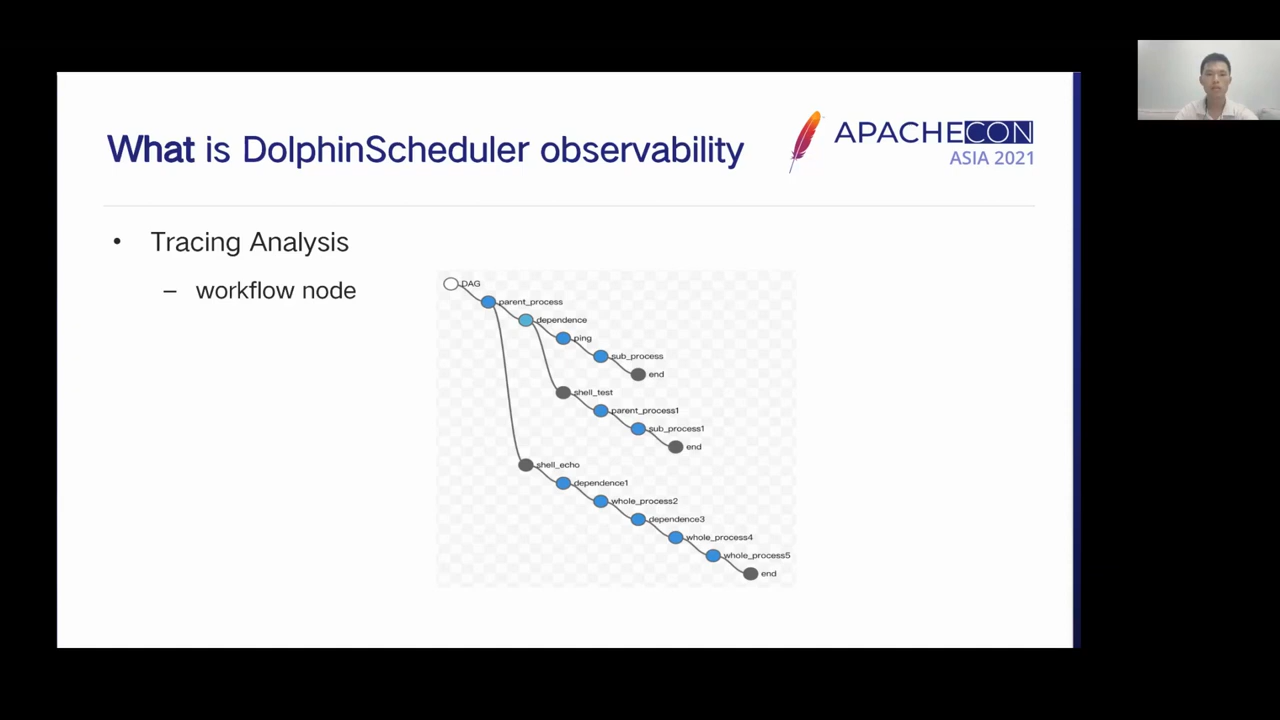 What is DolphinScheduler observability
APACHECON
ASIA 2021
• Tracing Analysis
– workflow node
DAG
parent_process
dependence
ping
sub_process
end
shell_test
parent_process1
sub_process1
end
shell_echo
dependence1
whole_process2
dependence3
whole_process4
whole_process5
end